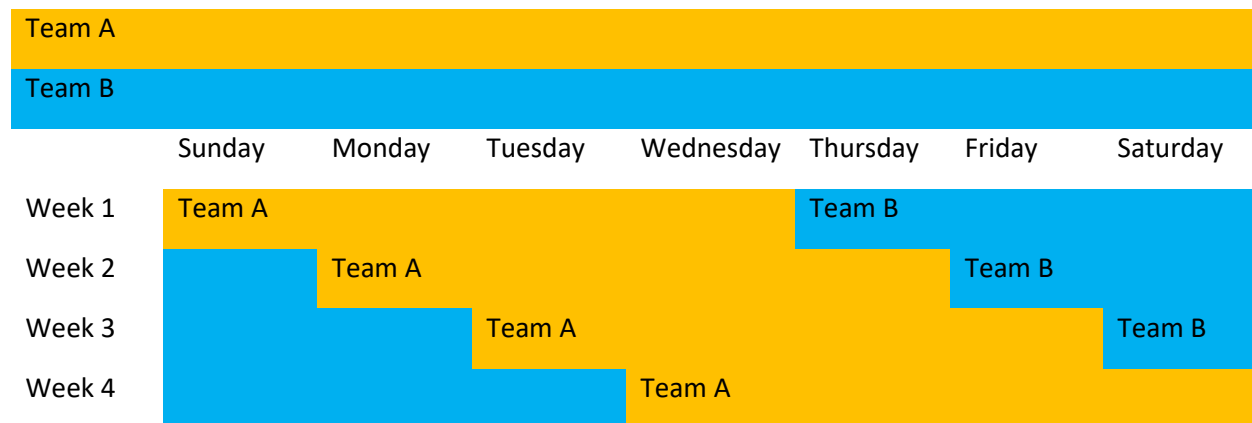 Team A
Team B
Sunday Monday Tuesday Wednesday Thursday Friday Saturday
Week 1 Team A Team B
Week 2 Team A Team B
Week 3 Team A Team B
Week 4 Team A